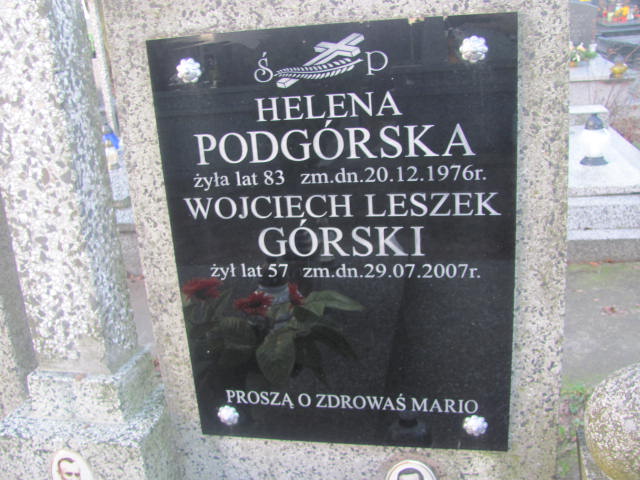 Ś P
HELENA
PODGÓRSKA
żyła lat 83 zm.dn.20.12.1976r.
WOJCIECH LESZEK
GÓRSKI
żył lat 57 zm.dn.29.07.2007r.
PROSZĄ O ZDROWAŚ MARIO